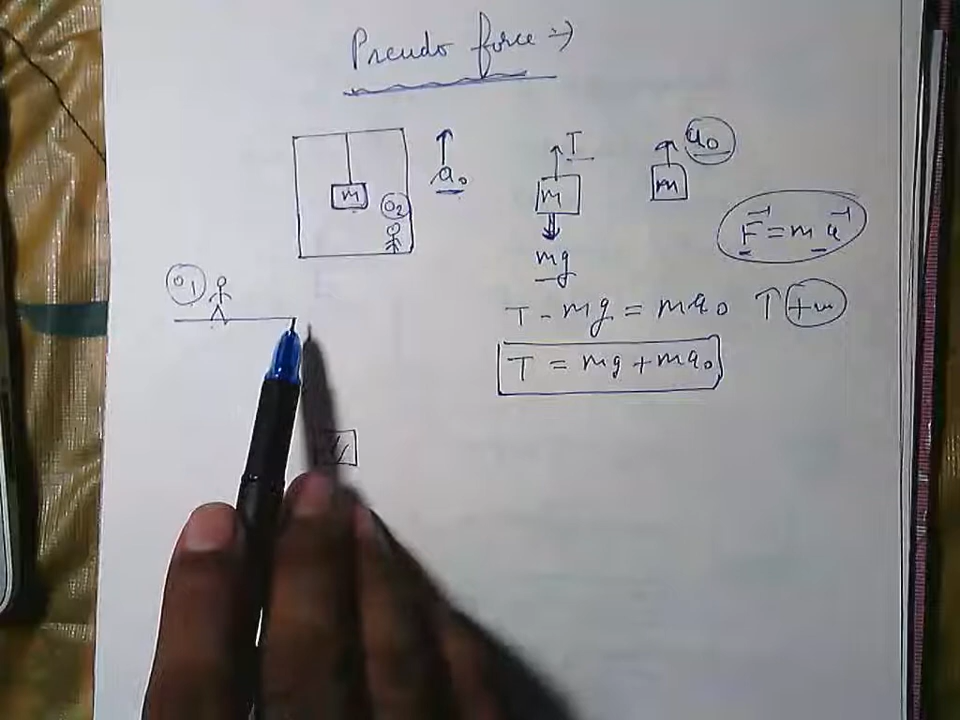 Pseudo force :->
m
a₀
O₂
T
m
mg
a₀
m
F⃗ = m a⃗
O₁
T - mg = ma₀ ↑ +ve
T = mg + ma₀